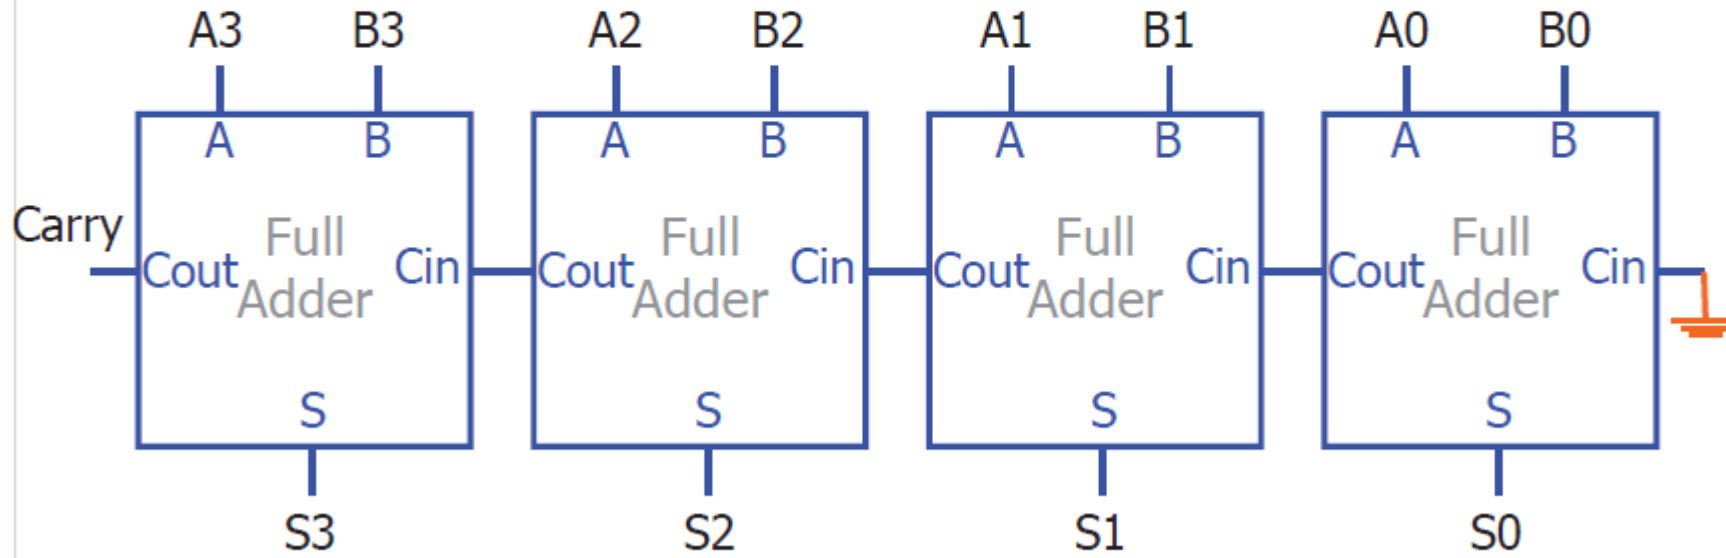 A3 B3 A2 B2 A1 B1 A0 B0
A B A B A B A B
Carry
Full Full Full Full
Cout Cin Cout Cin Cout Cin Cout Cin
Adder Adder Adder Adder
S S S S
S3 S2 S1 S0